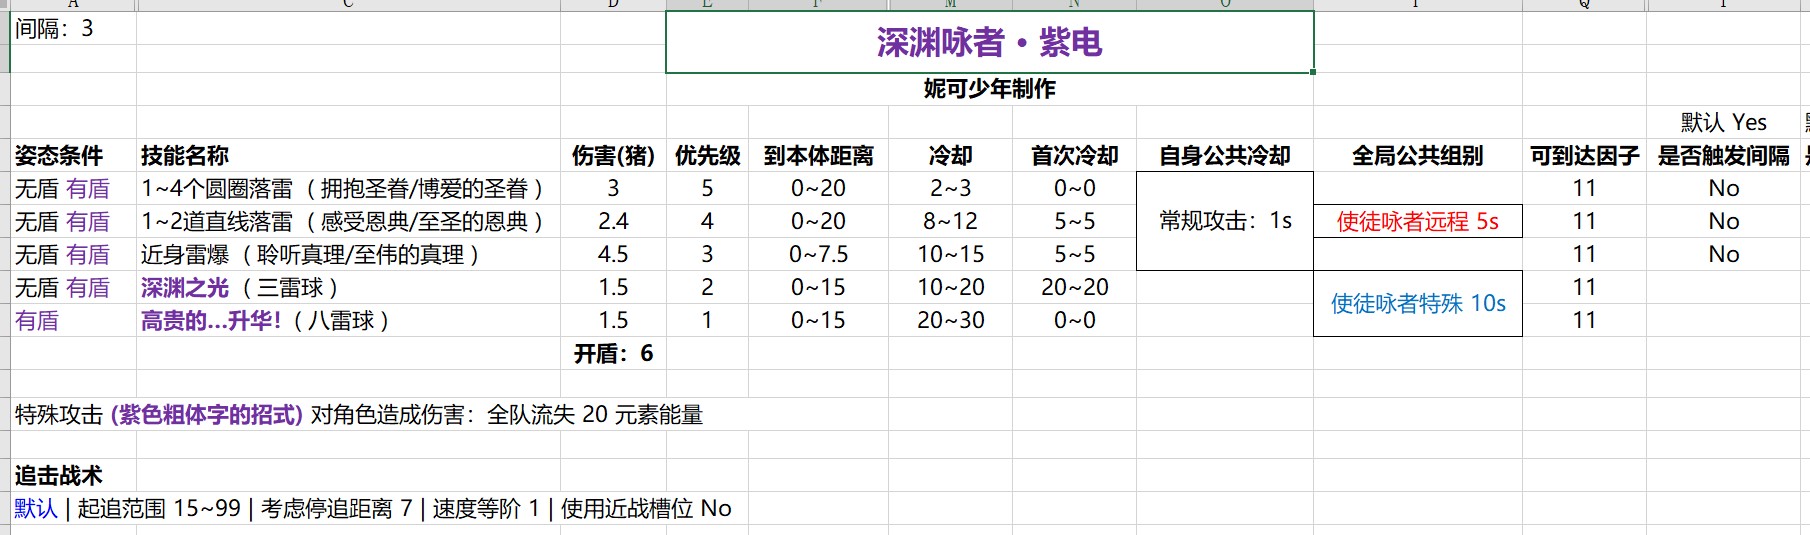 A C D E F M N O T Q T
间隔：3
深渊咏者·紫电
妮可少年制作
默认 Yes
姿态条件 技能名称 伤害(猪) 优先级 到本体距离 冷却 首次冷却 自身公共冷却 全局公共组别 可到达因子 是否触发间隔
无盾 有盾 1~4个圆圈落雷（拥抱圣眷/博爱的圣眷） 3 5 0~20 2~3 0~0 11 No
无盾 有盾 1~2道直线落雷（感受恩典/至圣的恩典） 2.4 4 0~20 8~12 5~5 常规攻击：1s 使徒咏者远程 5s 11 No
无盾 有盾 近身雷爆（聆听真理/至伟的真理） 4.5 3 0~7.5 10~15 5~5 11 No
无盾 有盾 深渊之光（三雷球） 1.5 2 0~15 10~20 20~20 使徒咏者特殊 10s 11
有盾 高贵的...升华!（八雷球） 1.5 1 0~15 20~30 0~0 11
开盾：6
特殊攻击 (紫色粗体字的招式) 对角色造成伤害：全队流失 20 元素能量
追击战术
默认 | 起追范围 15~99 | 考虑停追距离 7 | 速度等阶 1 | 使用近战槽位 No